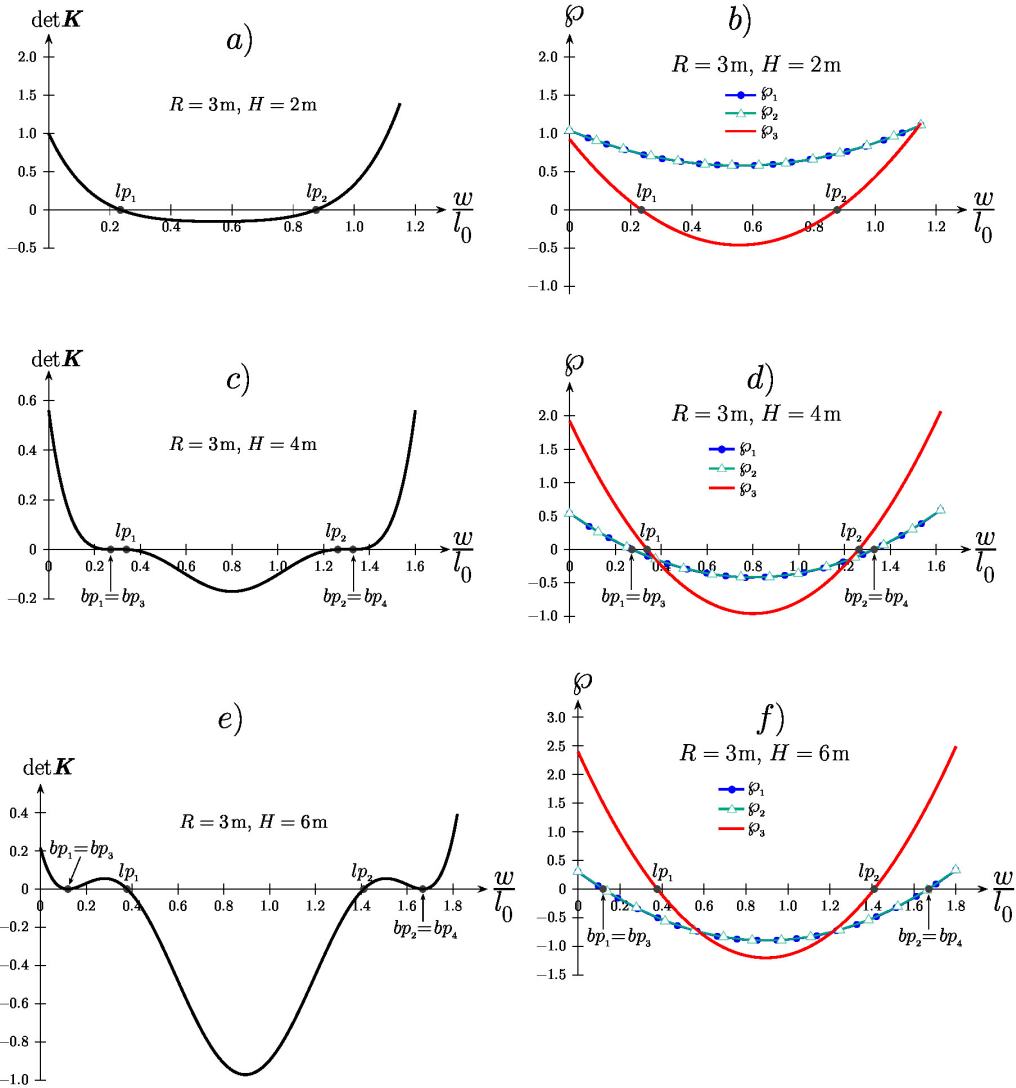 det K
a)
2.0
1.5
R = 3m, H = 2m
1.0
0.5
lp₁
lp₂
0
w/l₀
0.2 0.4 0.6 0.8 1.0 1.2
−0.5
℘
b)
2.0
R = 3m, H = 2m
1.5
℘₁
℘₂
℘₃
1.0
0.5
lp₁
lp₂
0
w/l₀
0.2 0.4 0.6 0.8 1.0 1.2
−0.5
−1.0
det K
c)
0.6
R = 3m, H = 4m
0.4
0.2
lp₁
lp₂
0
w/l₀
0.2 0.4 0.6 0.8 1.0 1.2 1.4 1.6
−0.2
bp₁=bp₃
bp₂=bp₄
℘
d)
2.0
R = 3m, H = 4m
1.5
℘₁
℘₂
℘₃
1.0
0.5
lp₁
lp₂
0
w/l₀
0.2 0.4 0.6 0.8 1.0 1.2 1.4 1.6
−0.5
bp₁=bp₃
bp₂=bp₄
−1.0
e)
det K
0.4
R = 3m, H = 6m
0.2
bp₁=bp₃
lp₁
lp₂
0
w/l₀
0.2 0.4 0.6 0.8 1.0 1.2 1.4 1.6 1.8
−0.2
bp₂=bp₄
−0.4
−0.6
−0.8
−1.0
℘
f)
3.0
2.5
R = 3m, H = 6m
2.0
℘₁
1.5
℘₂
1.0
℘₃
0.5
lp₁
lp₂
0
w/l₀
0.2 0.4 0.6 0.8 1.0 1.2 1.4 1.6 1.8
−0.5
bp₁=bp₃
bp₂=bp₄
−1.0
−1.5